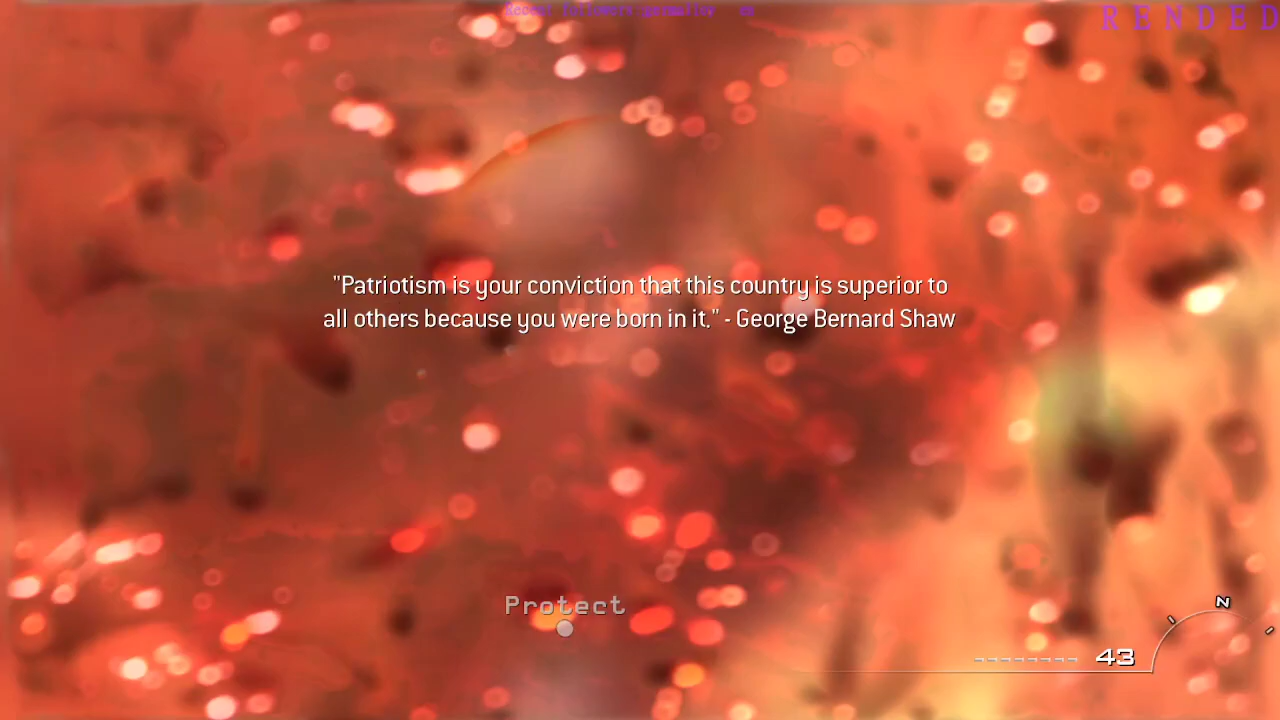 RENDED
"Patriotism is your conviction that this country is superior to
all others because you were born in it." - George Bernard Shaw
Protect
43
N